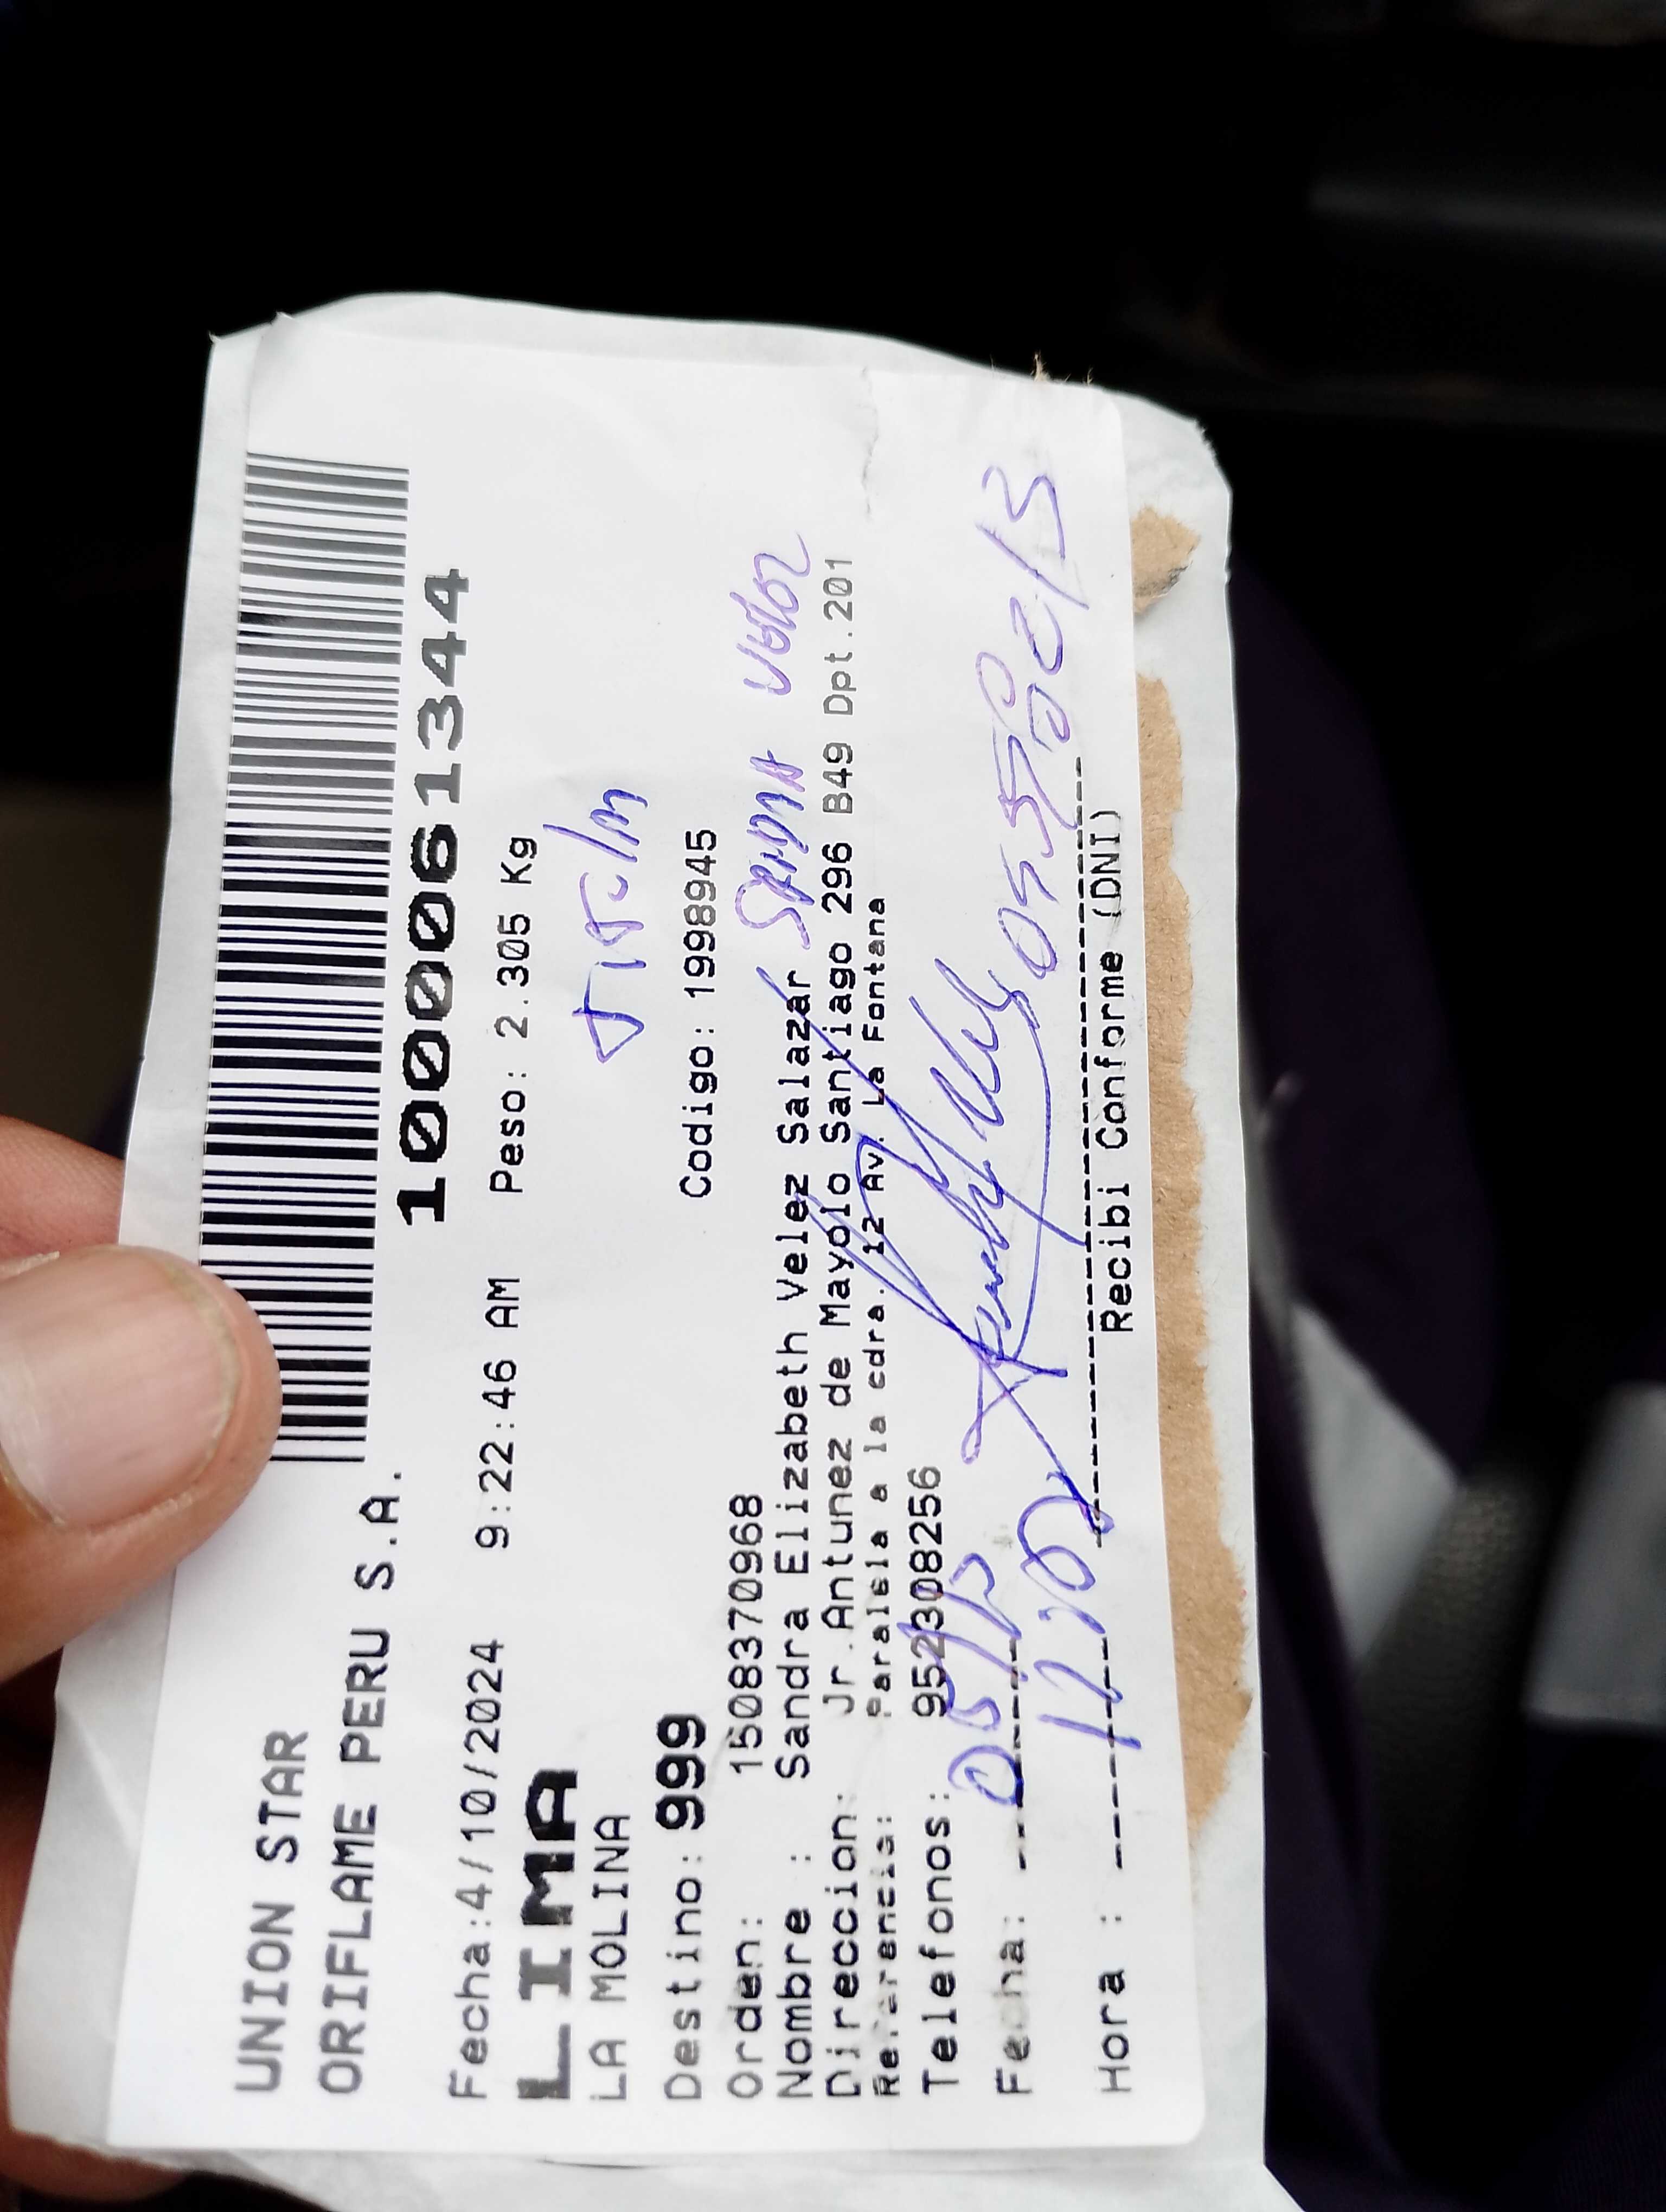 UNION STAR
ORIFLAME PERU S.A.
1000061344
Fecha:4/10/2024 9:22:46 AM Peso: 2.305 Kg
LIMA
LA MOLINA
Destino: 999 Codigo: 1998945
Orden: 1508370968
Nombre : Sandra Elizabeth Velez Salazar
Direccion: Jr.Antunez de Mayolo Santiago 296 B49 Dpt.201
Referencia: Paralela a la cdra. 12 Av. La Fontana
Telefonos: 952308256
Fecha:
Hora :
Recibi Conforme (DNI)